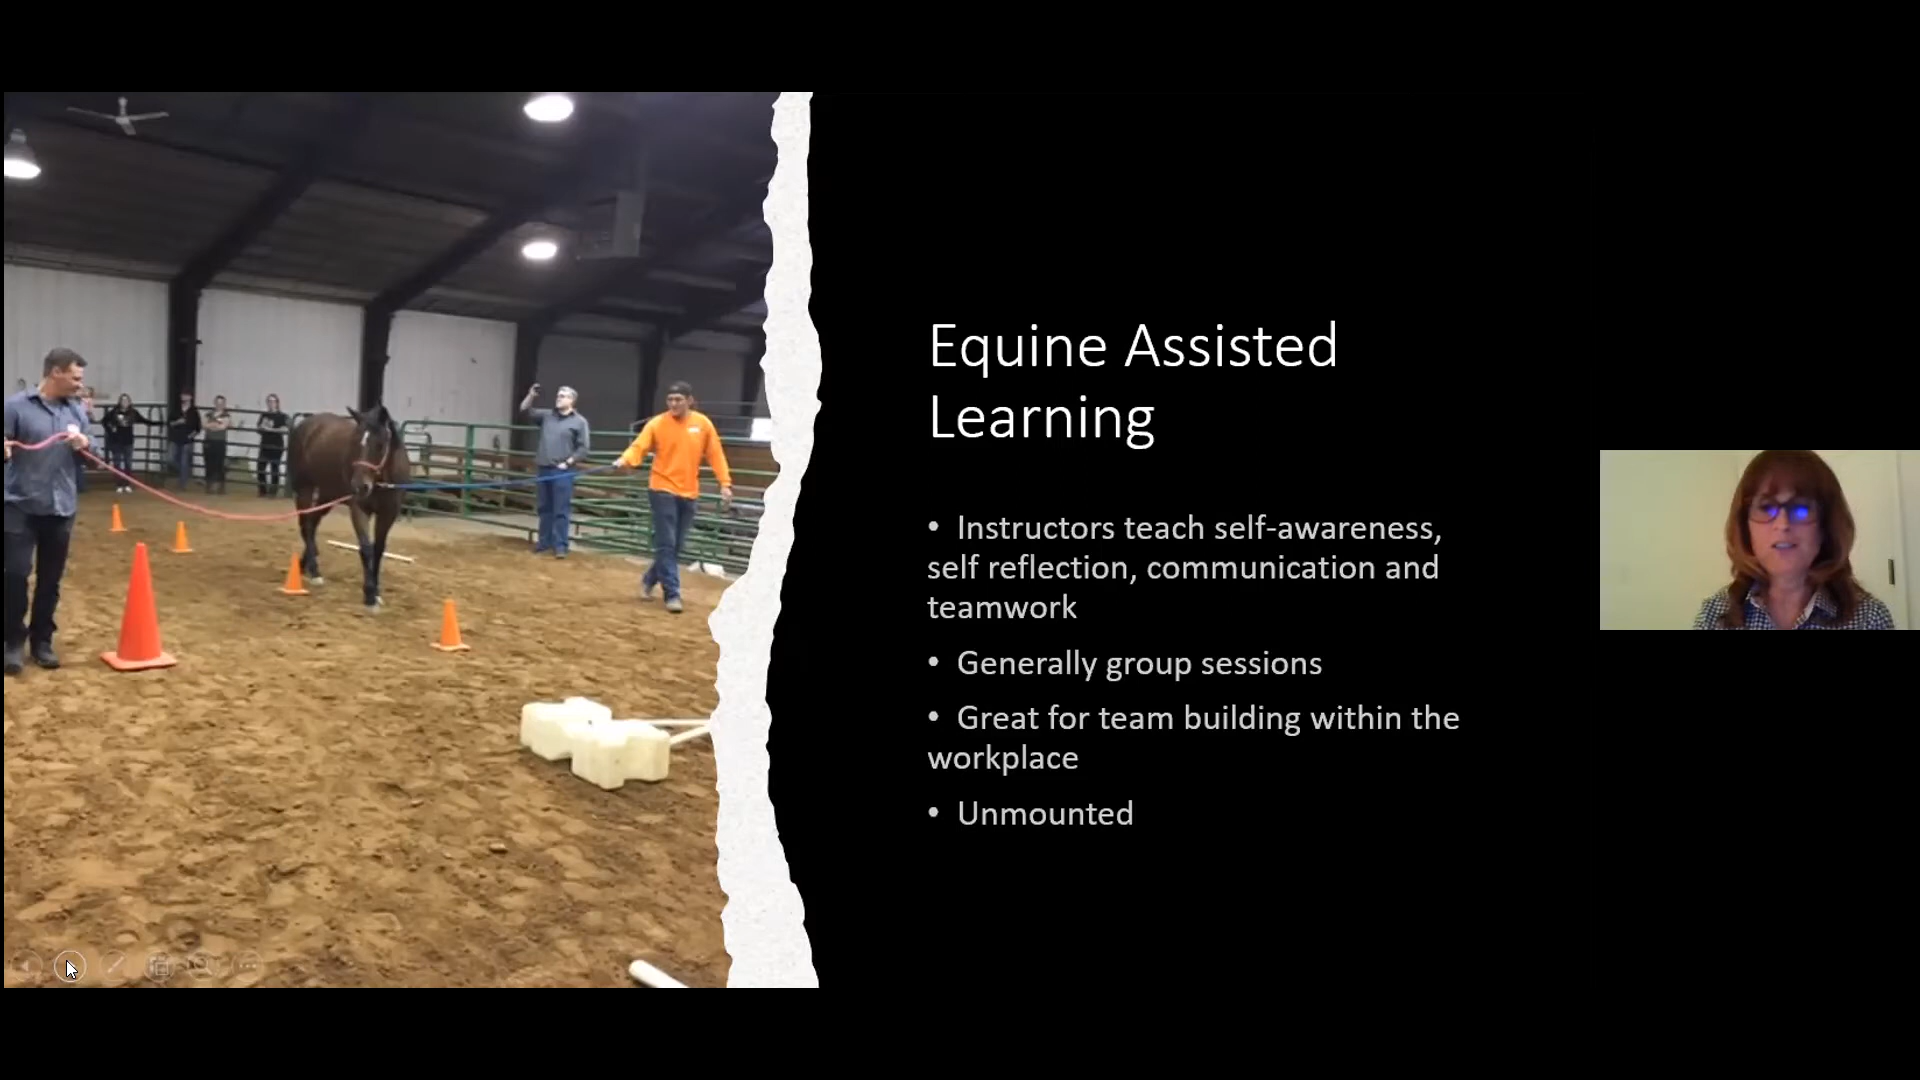 Equine Assisted
Learning
• Instructors teach self-awareness,
self reflection, communication and
teamwork
• Generally group sessions
• Great for team building within the
workplace
• Unmounted